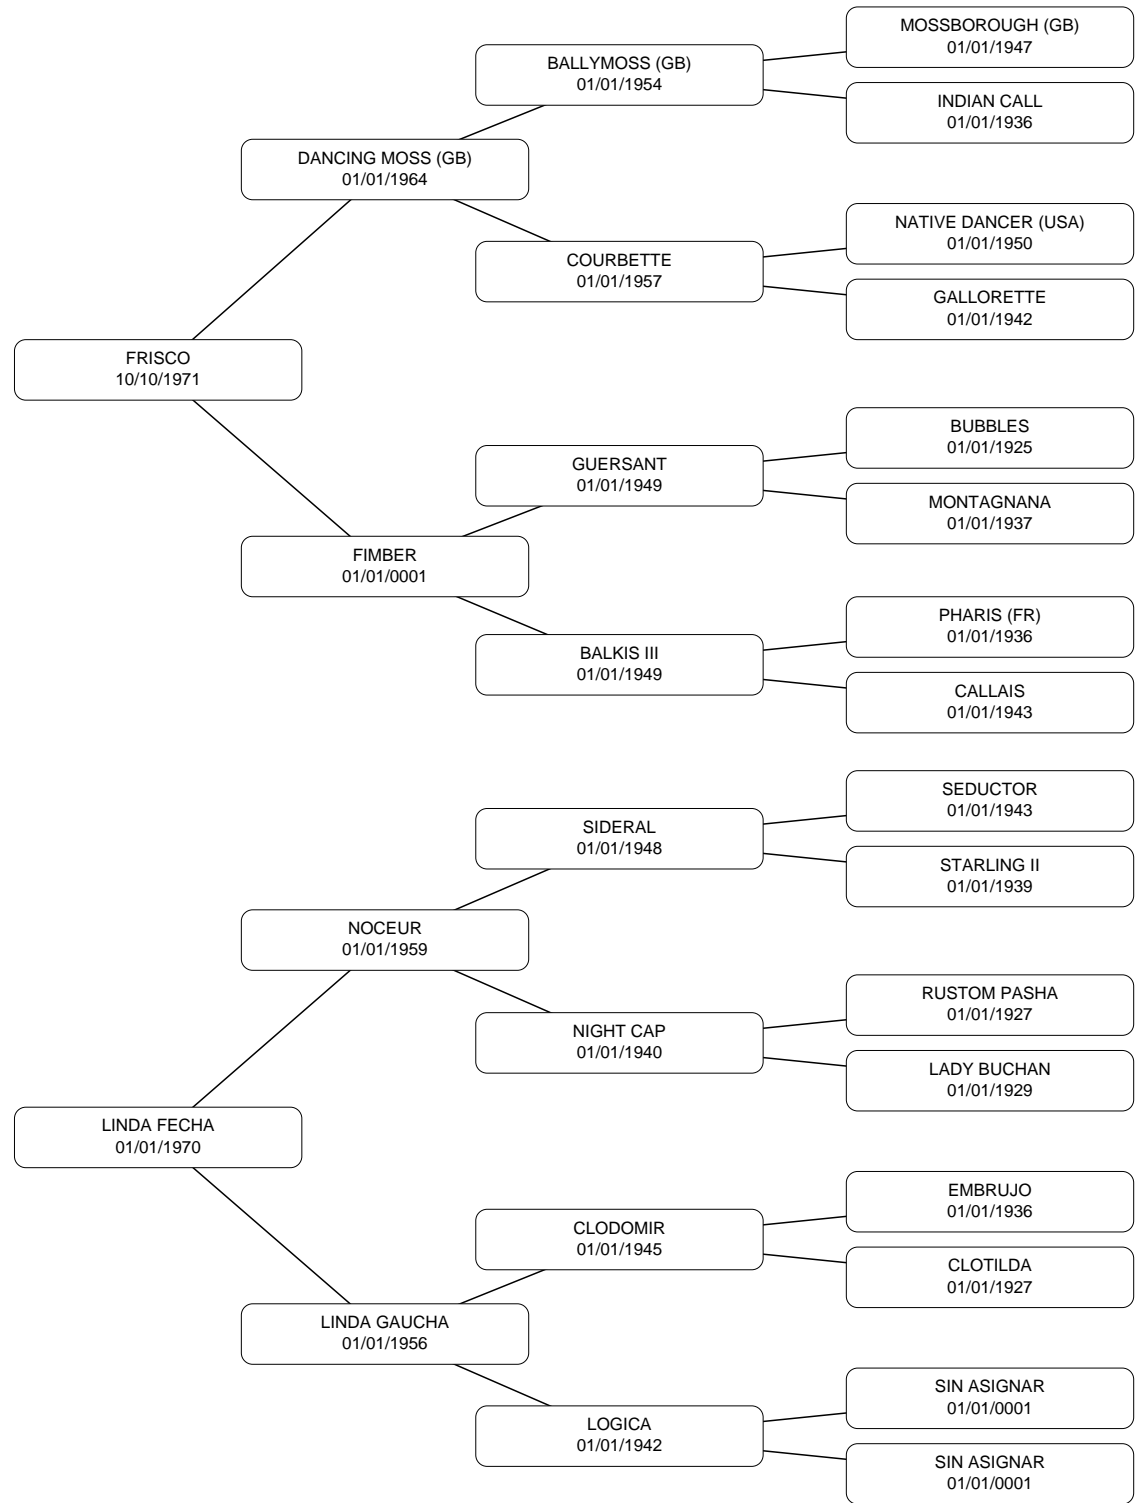 MOSSBOROUGH (GB)
01/01/1947
BALLYMOSS (GB)
01/01/1954
INDIAN CALL
01/01/1936
DANCING MOSS (GB)
01/01/1964
NATIVE DANCER (USA)
01/01/1950
COURBETTE
01/01/1957
GALLORETTE
01/01/1942
FRISCO
10/10/1971
BUBBLES
01/01/1925
GUERSANT
01/01/1949
MONTAGNANA
01/01/1937
FIMBER
01/01/0001
PHARIS (FR)
01/01/1936
BALKIS III
01/01/1949
CALLAIS
01/01/1943
SEDUCTOR
01/01/1943
SIDERAL
01/01/1948
STARLING II
01/01/1939
NOCEUR
01/01/1959
RUSTOM PASHA
01/01/1927
NIGHT CAP
01/01/1940
LADY BUCHAN
01/01/1929
LINDA FECHA
01/01/1970
EMBRUJO
01/01/1936
CLODOMIR
01/01/1945
CLOTILDA
01/01/1927
LINDA GAUCHA
01/01/1956
SIN ASIGNAR
01/01/0001
LOGICA
01/01/1942
SIN ASIGNAR
01/01/0001